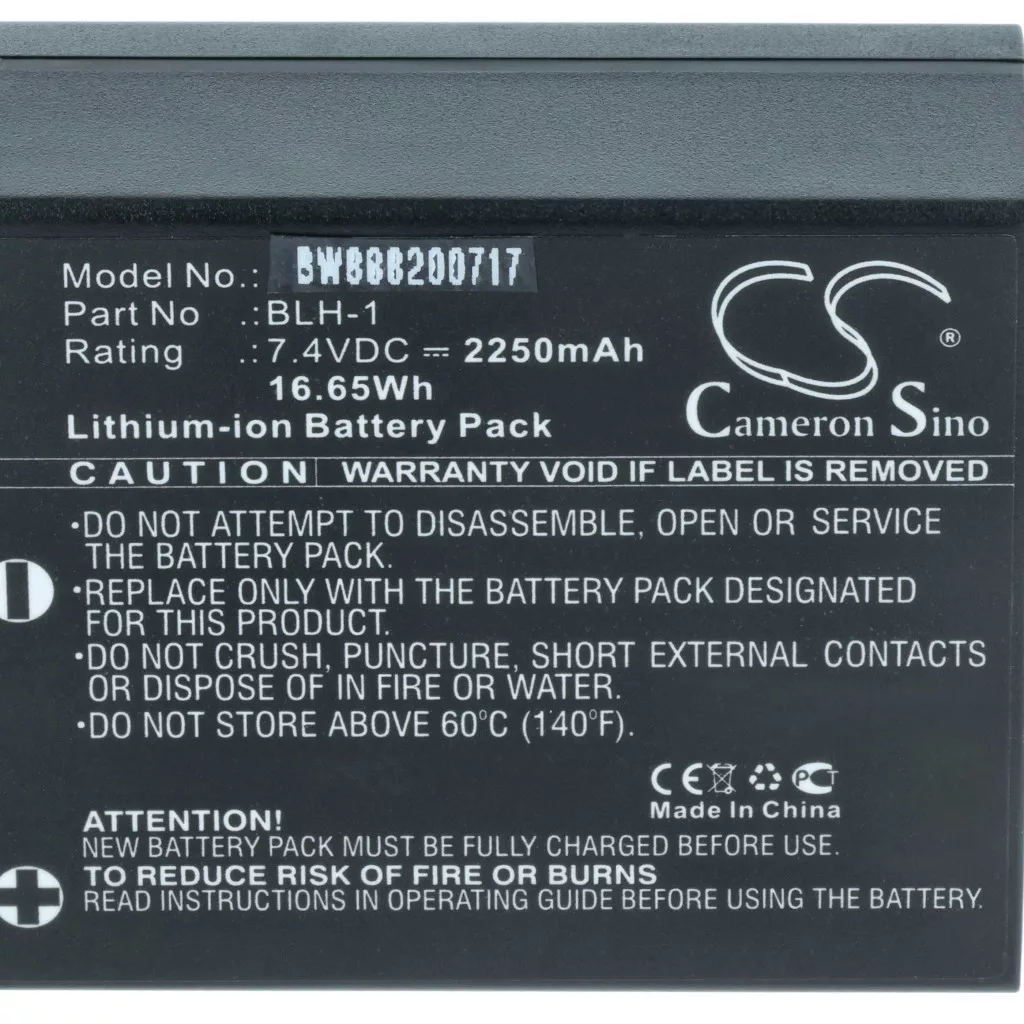 Model No.: BW888200717
Part No .: BLH-1
Rating .: 7.4VDC ⎓ 2250mAh
16.65Wh
Lithium-ion Battery Pack
CS ®
Cameron Sino
CAUTION WARRANTY VOID IF LABEL IS REMOVED
•DO NOT ATTEMPT TO DISASSEMBLE, OPEN OR SERVICE
THE BATTERY PACK.
•REPLACE ONLY WITH THE BATTERY PACK DESIGNATED
FOR THIS PRODUCT.
•DO NOT CRUSH, PUNCTURE, SHORT EXTERNAL CONTACTS
OR DISPOSE OF IN FIRE OR WATER.
•DO NOT STORE ABOVE 60°C (140°F).
CE PCT
Made In China
ATTENTION!
NEW BATTERY PACK MUST BE FULLY CHARGED BEFORE USE.
TO REDUCE RISK OF FIRE OR BURNS
READ INSTRUCTIONS IN OPERATING GUIDE BEFORE USING THE BATTERY.